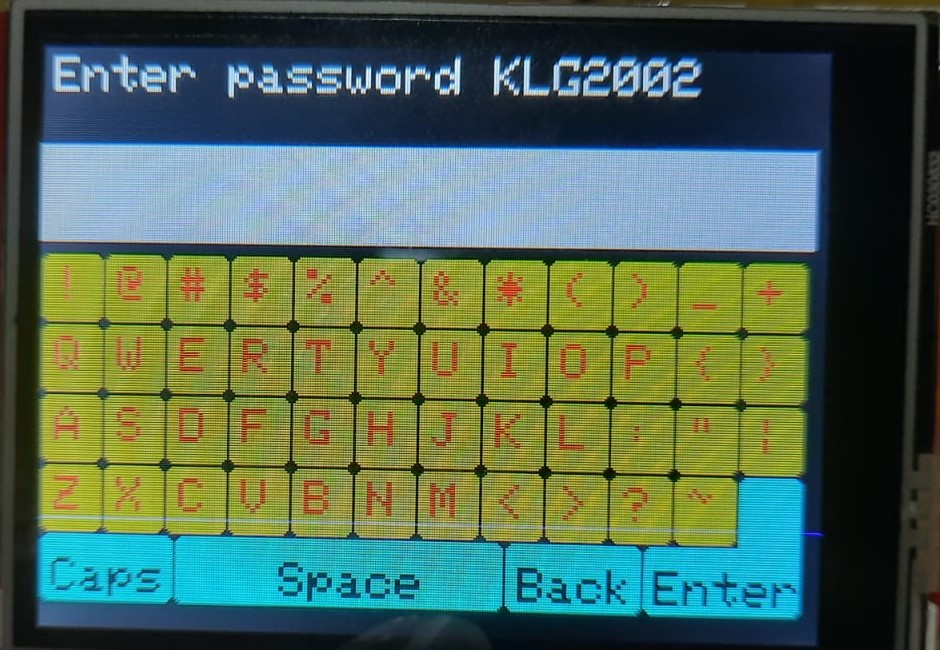 Enter password KLG2002
! @ # $ % ^ & * ( ) _ +
Q W E R T Y U I O P { }
A S D F G H J K L : " |
Z X C V B N M < > ? ~
Caps Space Back Enter